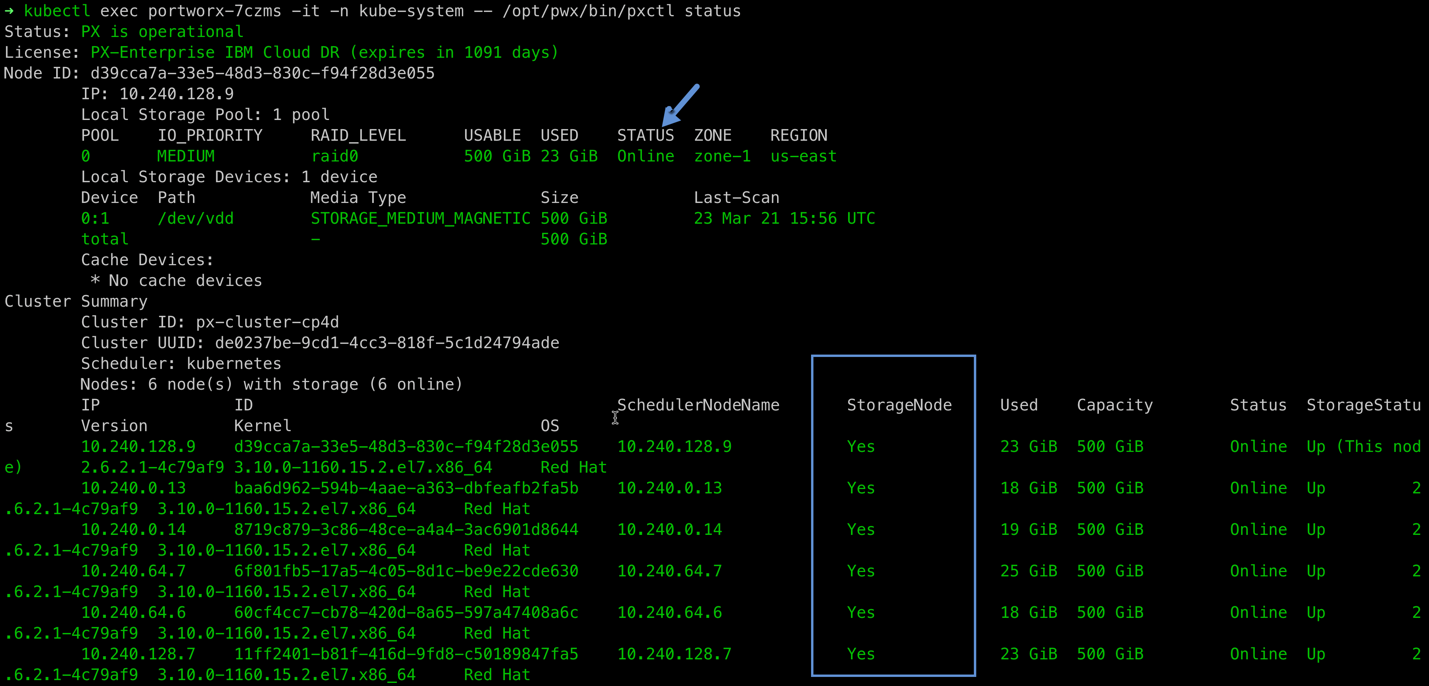 → kubectl exec portworx-7czms -it -n kube-system -- /opt/pwx/bin/pxctl status
Status: PX is operational
License: PX-Enterprise IBM Cloud DR (expires in 1091 days)
Node ID: d39cca7a-33e5-48d3-830c-f94f28d3e055
IP: 10.240.128.9
Local Storage Pool: 1 pool
POOL IO_PRIORITY RAID_LEVEL USABLE USED STATUS ZONE REGION
0 MEDIUM raid0 500 GiB 23 GiB Online zone-1 us-east
Local Storage Devices: 1 device
Device Path Media Type Size Last-Scan
0:1 /dev/vdd STORAGE_MEDIUM_MAGNETIC 500 GiB 23 Mar 21 15:56 UTC
total - 500 GiB
Cache Devices:
* No cache devices
Cluster Summary
Cluster ID: px-cluster-cp4d
Cluster UUID: de0237be-9cd1-4cc3-818f-5c1d24794ade
Scheduler: kubernetes
Nodes: 6 node(s) with storage (6 online)
IP ID SchedulerNodeName StorageNode Used Capacity Status StorageStatu
s Version Kernel OS
10.240.128.9 d39cca7a-33e5-48d3-830c-f94f28d3e055 10.240.128.9 Yes 23 GiB 500 GiB Online Up (This nod
e) 2.6.2.1-4c79af9 3.10.0-1160.15.2.el7.x86_64 Red Hat
10.240.0.13 baa6d962-594b-4aae-a363-dbfeafb2fa5b 10.240.0.13 Yes 18 GiB 500 GiB Online Up 2
.6.2.1-4c79af9 3.10.0-1160.15.2.el7.x86_64 Red Hat
10.240.0.14 8719c879-3c86-48ce-a4a4-3ac6901d8644 10.240.0.14 Yes 19 GiB 500 GiB Online Up 2
.6.2.1-4c79af9 3.10.0-1160.15.2.el7.x86_64 Red Hat
10.240.64.7 6f801fb5-17a5-4c05-8d1c-be9e22cde630 10.240.64.7 Yes 25 GiB 500 GiB Online Up 2
.6.2.1-4c79af9 3.10.0-1160.15.2.el7.x86_64 Red Hat
10.240.64.6 60cf4cc7-cb78-420d-8a65-597a47408a6c 10.240.64.6 Yes 18 GiB 500 GiB Online Up 2
.6.2.1-4c79af9 3.10.0-1160.15.2.el7.x86_64 Red Hat
10.240.128.7 11ff2401-b81f-416d-9fd8-c50189847fa5 10.240.128.7 Yes 23 GiB 500 GiB Online Up 2
.6.2.1-4c79af9 3.10.0-1160.15.2.el7.x86_64 Red Hat